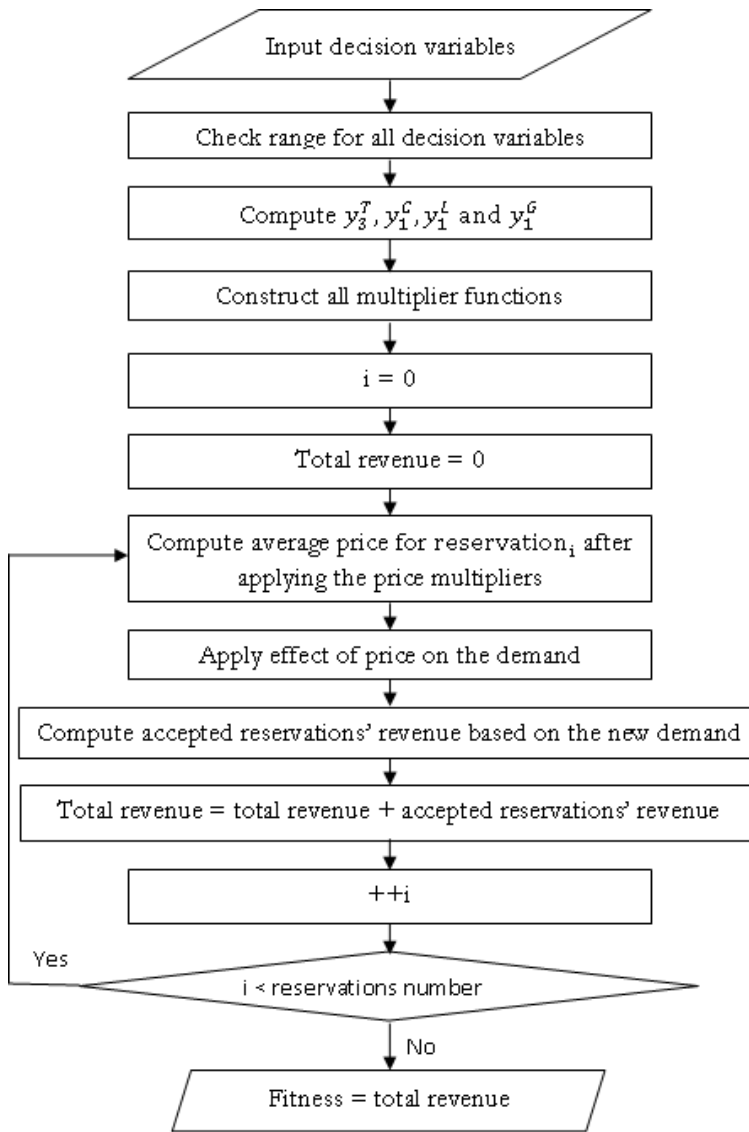 Input decision variables
Check range for all decision variables
Compute $y_3^T, y_1^C, y_1^L$ and $y_1^G$
Construct all multiplier functions
i = 0
Total revenue = 0
Compute average price for reservationᵢ after
applying the price multipliers
Apply effect of price on the demand
Compute accepted reservations’ revenue based on the new demand
Total revenue = total revenue + accepted reservations’ revenue
++i
Yes
i < reservations number
No
Fitness = total revenue